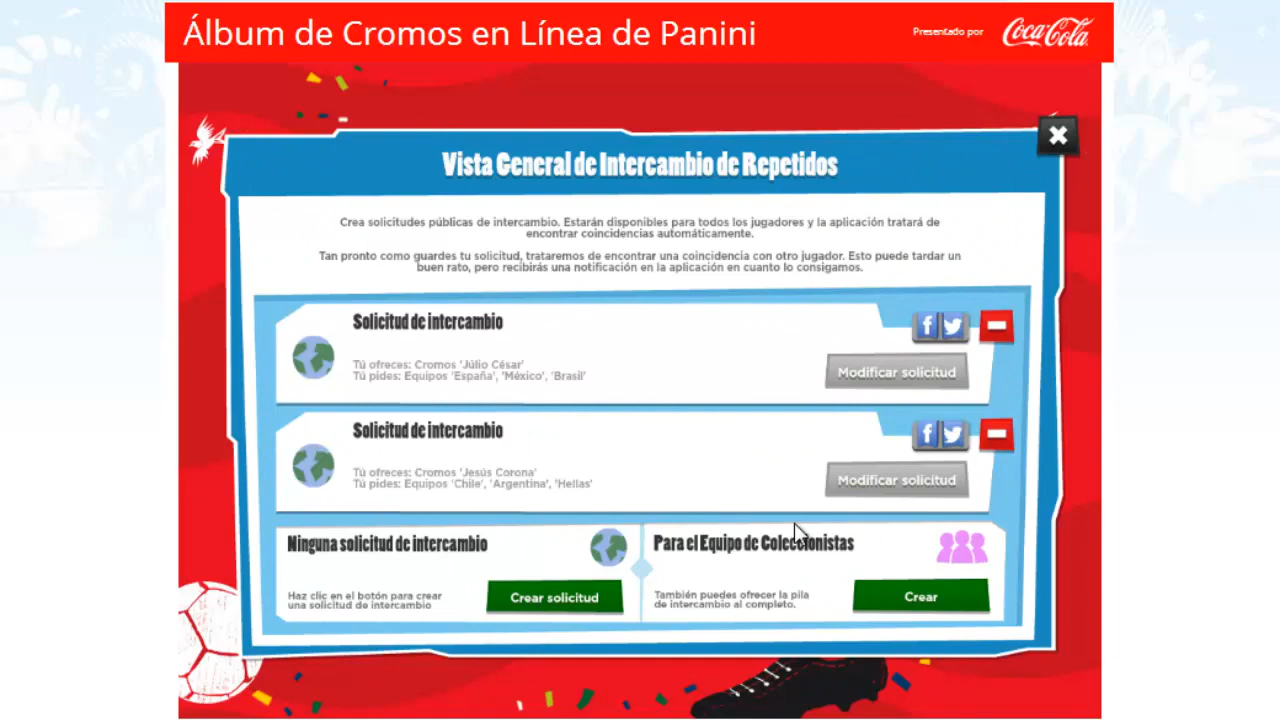 Álbum de Cromos en Línea de Panini
Presentado por
Coca-Cola
Vista General de Intercambio de Repetidos
Crea solicitudes públicas de intercambio. Estarán disponibles para todos los jugadores y la aplicación tratará de
encontrar coincidencias automáticamente.
Tan pronto como guardes tu solicitud, trataremos de encontrar una coincidencia con otro jugador. Esto puede tardar un
buen rato, pero recibirás una notificación en la aplicación en cuanto lo consigamos.
Solicitud de intercambio
Tú ofreces: Cromos 'Júlio César'
Tú pides: Equipos 'España', 'México', 'Brasil'
Modificar solicitud
Solicitud de intercambio
Tú ofreces: Cromos 'Jesús Corona'
Tú pides: Equipos 'Chile', 'Argentina', 'Hellas'
Modificar solicitud
Ninguna solicitud de intercambio
Haz clic en el botón para crear
una solicitud de intercambio
Crear solicitud
Para el Equipo de Coleccionistas
También puedes ofrecer la pila
de intercambio al completo.
Crear